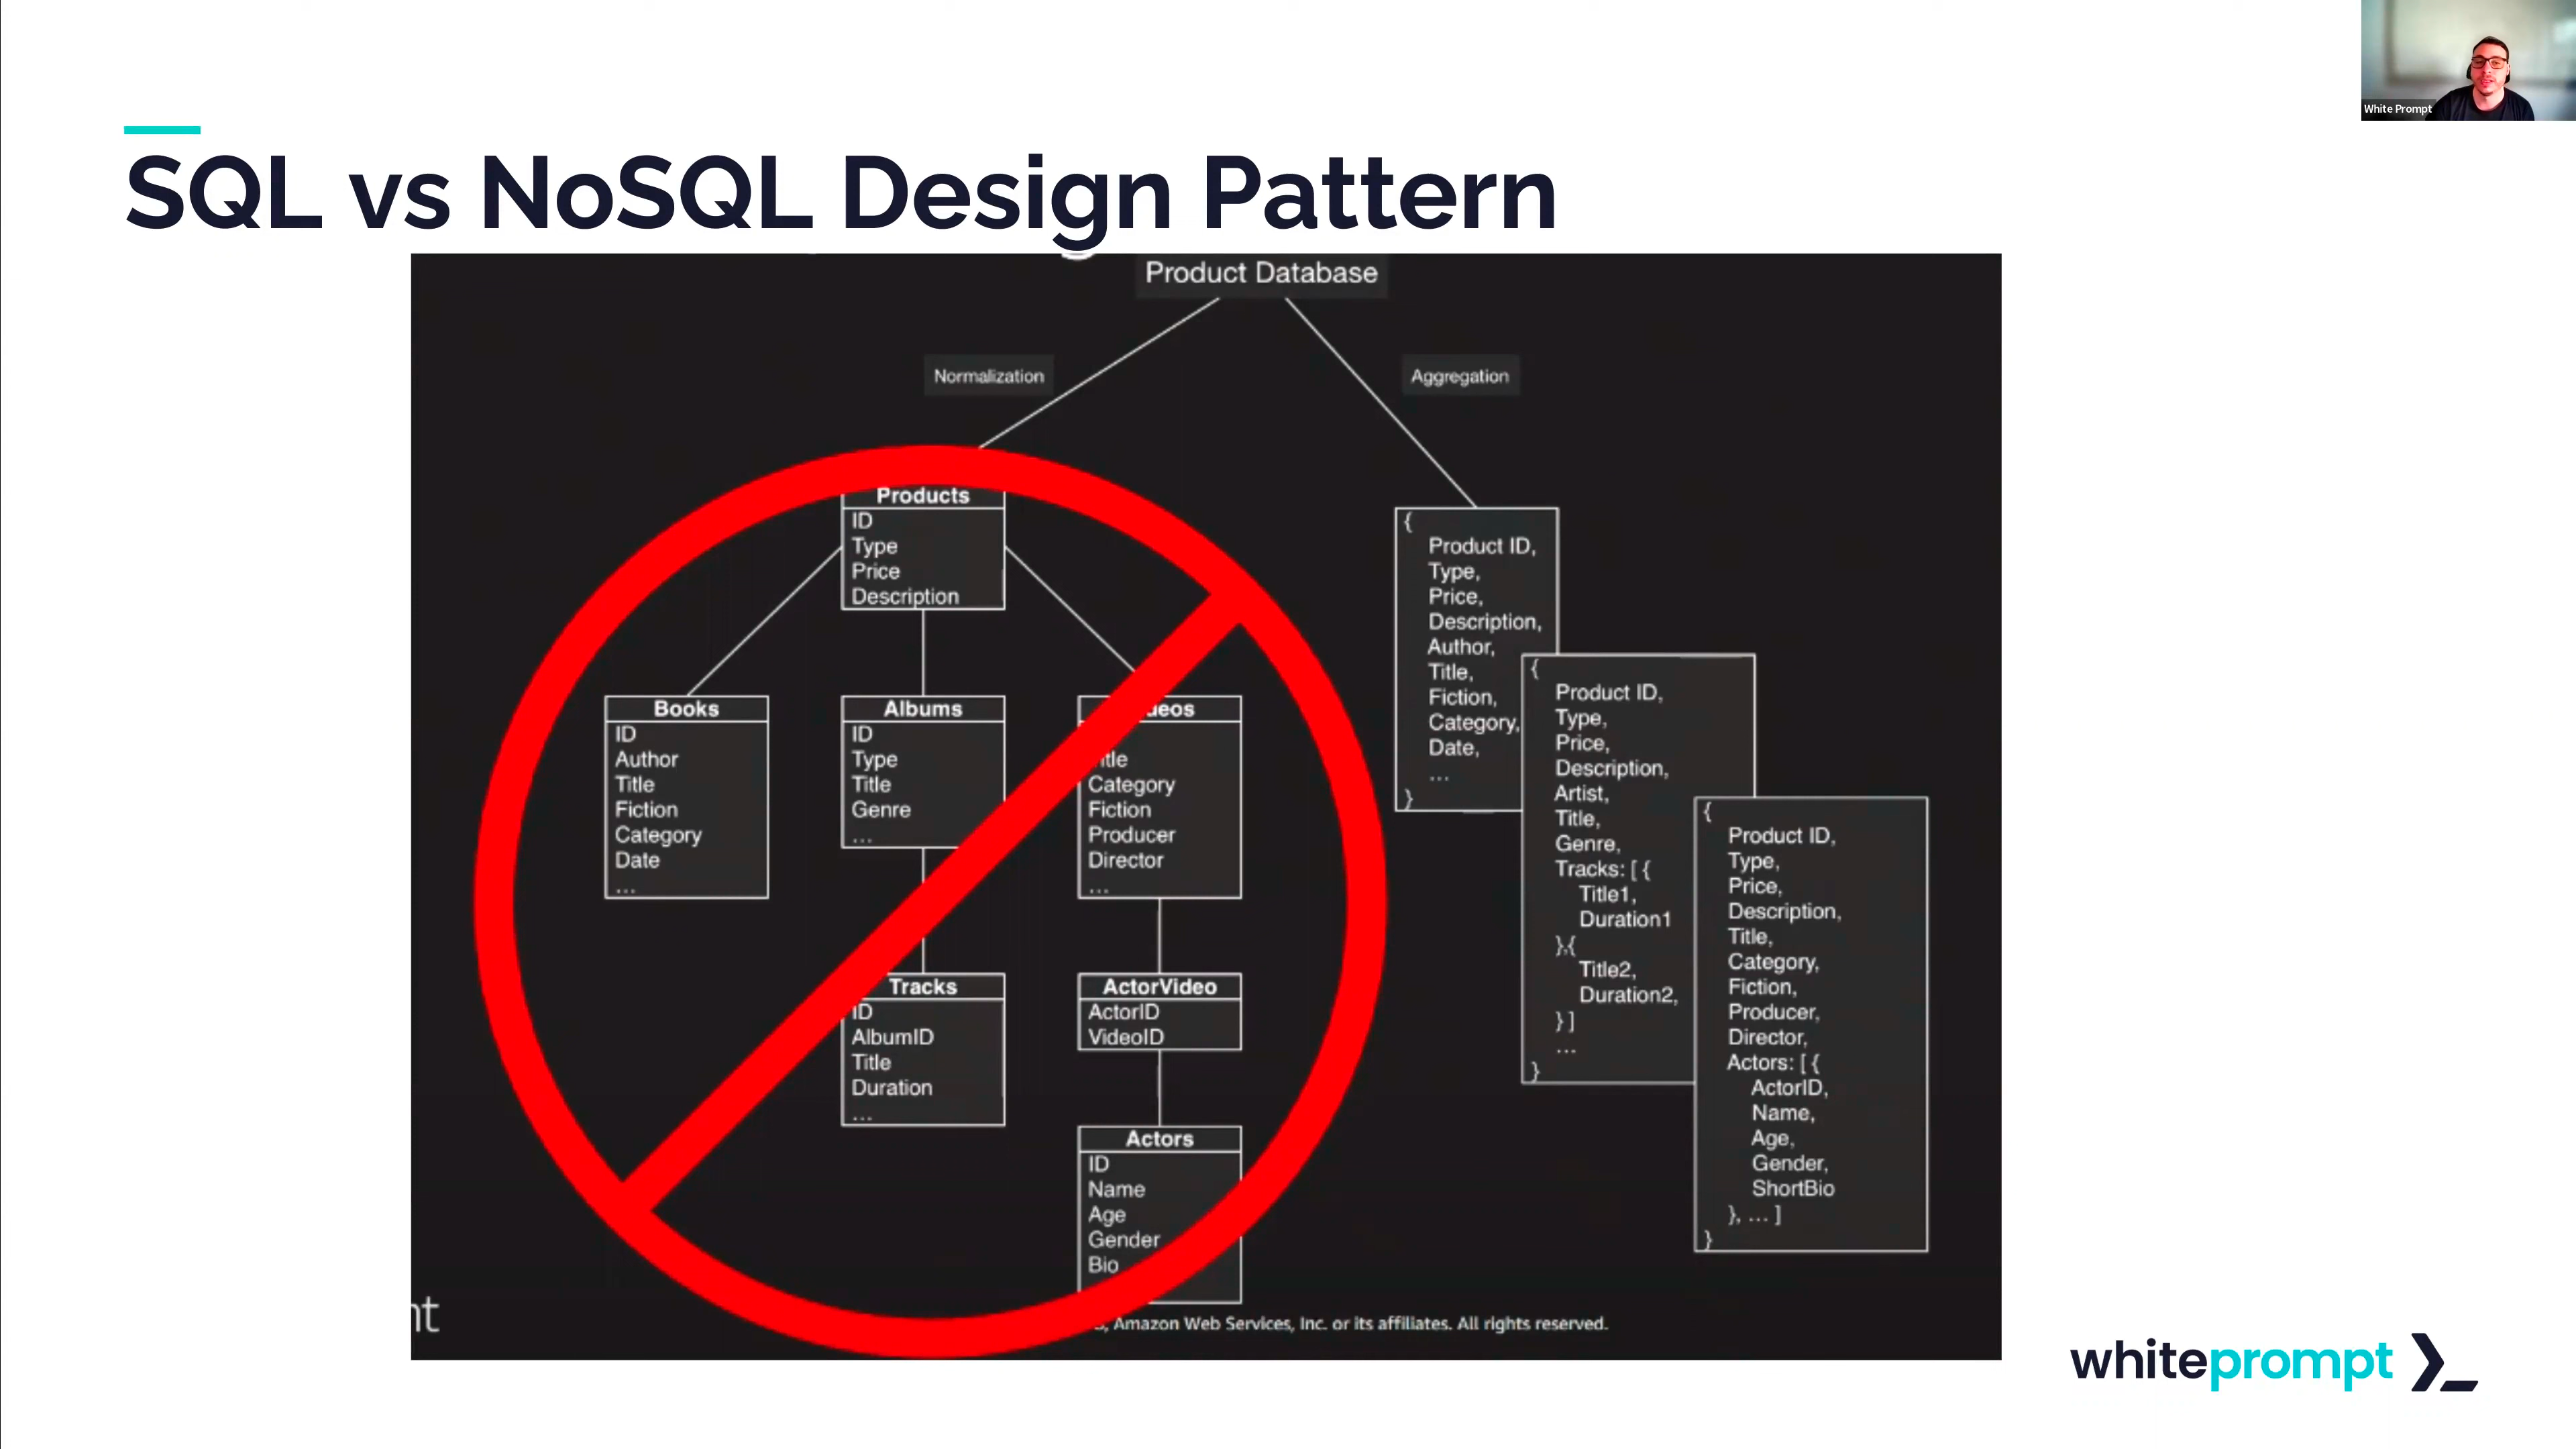 White Prompt
SQL vs NoSQL Design Pattern
Product Database
Normalization
Aggregation
Products
ID
Type
Price
Description
Books
ID
Author
Title
Fiction
Category
Date
...
Albums
ID
Type
Title
Genre
...
Category
Fiction
Producer
Director
...
Tracks
ID
AlbumID
Title
Duration
...
ActorVideo
ActorID
VideoID
Actors
ID
Name
Age
Gender
Bio
{
Product ID,
Type,
Price,
Description,
Author,
Title,
Fiction,
Category,
Date,
...
}
{
Product ID,
Type,
Price,
Description,
Artist,
Title,
Genre,
Tracks: [ {
Title1,
Duration1
},{
Title2,
Duration2,
} ]
...
}
{
Product ID,
Type,
Price,
Description,
Title,
Category,
Fiction,
Producer,
Director,
Actors: [ {
ActorID,
Name,
Age,
Gender,
ShortBio
}, ... ]
}
Amazon Web Services, Inc. or its affiliates. All rights reserved.
whiteprompt